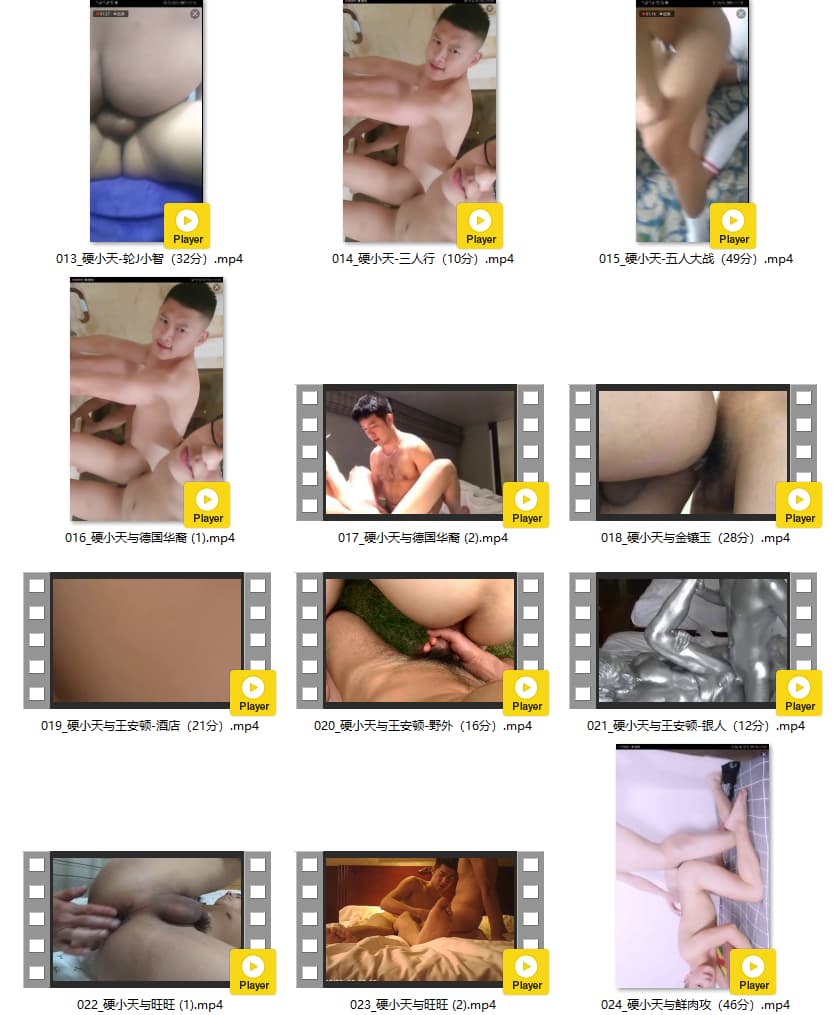 Player
Player
Player
013_硬小天-轮J小智（32分）.mp4
014_硬小天-三人行（10分）.mp4
015_硬小天-五人大战（49分）.mp4
Player
Player
Player
016_硬小天与德国华裔 (1).mp4
017_硬小天与德国华裔 (2).mp4
018_硬小天与金镶玉（28分）.mp4
Player
Player
Player
019_硬小天与王安顿-酒店（21分）.mp4
020_硬小天与王安顿-野外（16分）.mp4
021_硬小天与王安顿-银人（12分）.mp4
Player
Player
Player
022_硬小天与旺旺 (1).mp4
023_硬小天与旺旺 (2).mp4
024_硬小天与鲜肉攻（46分）.mp4